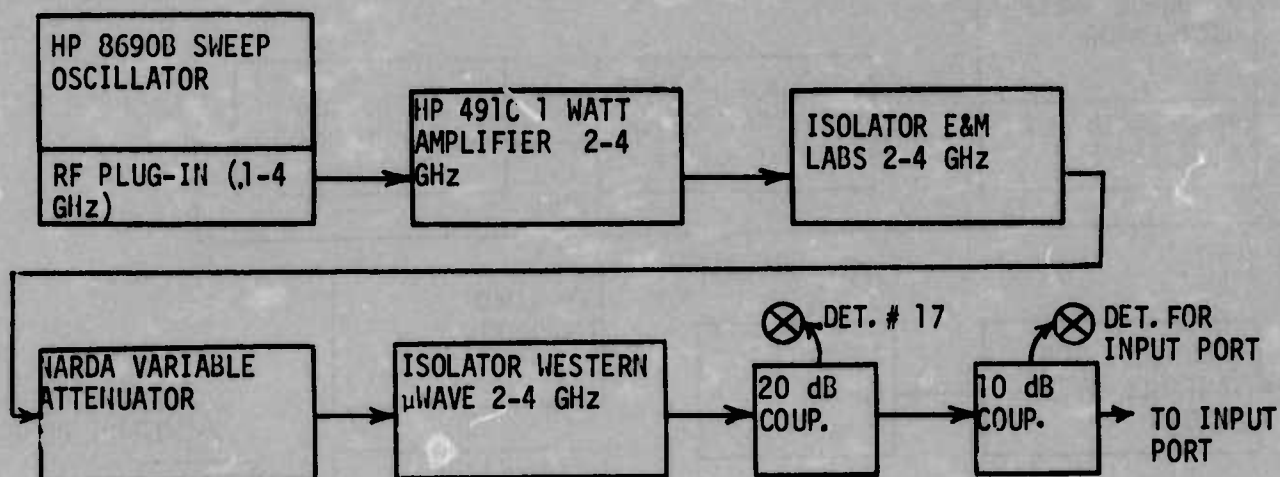 HP 8690B SWEEP
OSCILLATOR
RF PLUG-IN (.1-4
GHz)
HP 491C 1 WATT
AMPLIFIER 2-4
GHz
ISOLATOR E&M
LABS 2-4 GHz
NARDA VARIABLE
ATTENUATOR
ISOLATOR WESTERN
µWAVE 2-4 GHz
DET. # 17
20 dB
COUP.
DET. FOR
INPUT PORT
10 dB
COUP.
TO INPUT
PORT